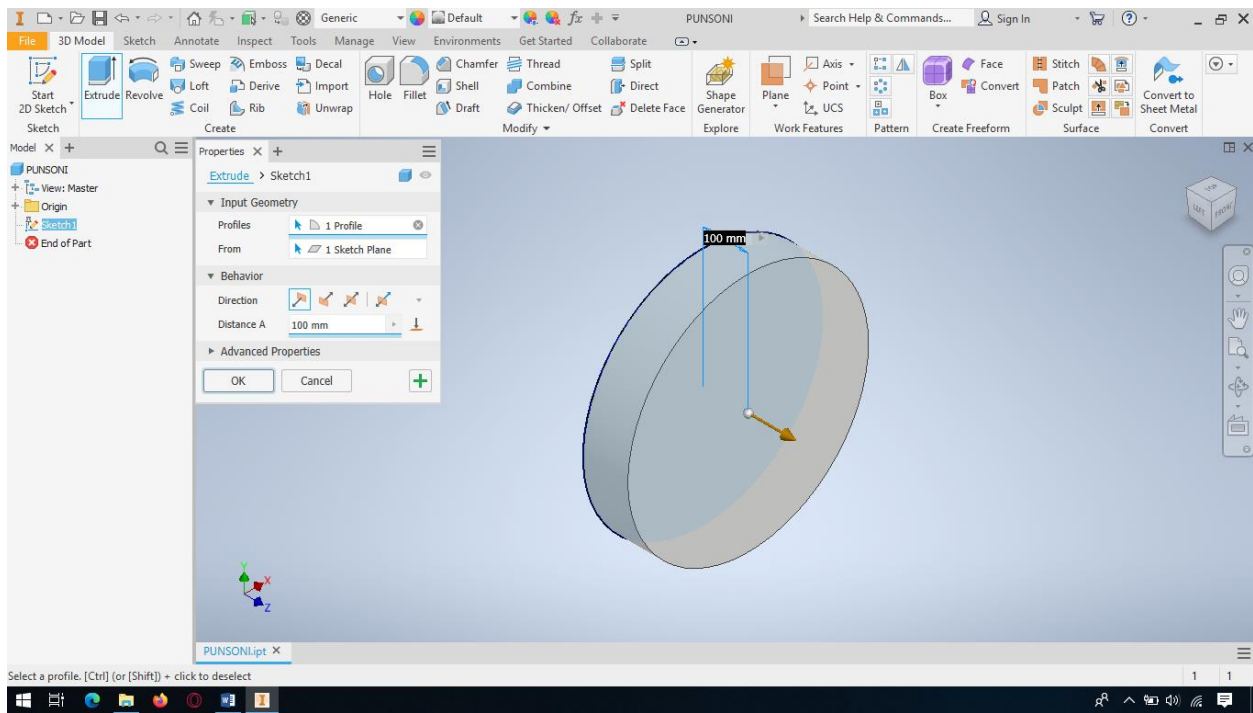 Generic Default fx PUNSONI Search Help & Commands... Sign In
File 3D Model Sketch Annotate Inspect Tools Manage View Environments Get Started Collaborate
Sweep Emboss Decal Chamfer Thread Split Axis Face Stitch
Loft Derive Import Shell Combine Direct Point Convert Patch
Coil Rib Unwrap Draft Thicken/ Offset Delete Face UCS Sculpt
Start 2D Sketch Extrude Revolve Hole Fillet Shape Generator Plane Box Convert to Sheet Metal
Sketch Create Modify Explore Work Features Pattern Create Freeform Surface Convert
Model
PUNSONI
View: Master
Origin
Sketch1
End of Part
Properties
Extrude > Sketch1
Input Geometry
Profiles 1 Profile
From 1 Sketch Plane
Behavior
Direction
Distance A 100 mm
Advanced Properties
OK Cancel
100 mm
TOP
LEFT FRONT
Y
X
Z
PUNSONI.ipt
Select a profile. [Ctrl] (or [Shift]) + click to deselect 1 1